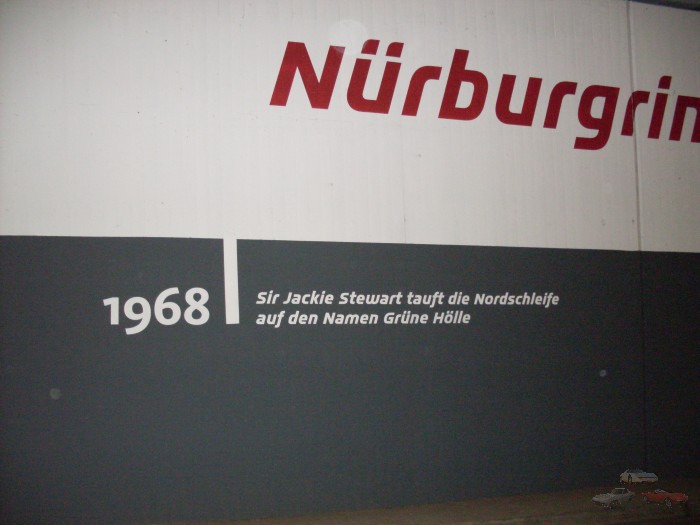 Nürburgrin
1968
Sir Jackie Stewart tauft die Nordschleife
auf den Namen Grüne Hölle